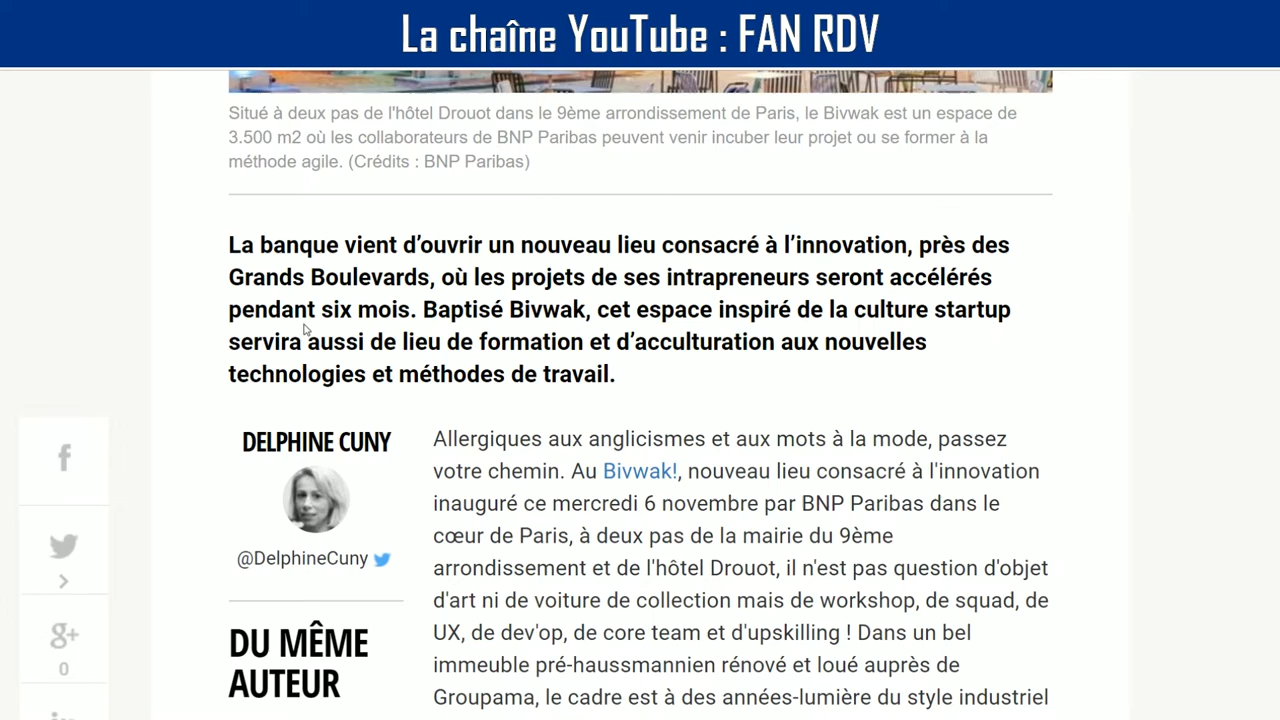 La chaîne YouTube : FAN RDV
Situé à deux pas de l'hôtel Drouot dans le 9ème arrondissement de Paris, le Bivwak est un espace de
3.500 m2 où les collaborateurs de BNP Paribas peuvent venir incuber leur projet ou se former à la
méthode agile. (Crédits : BNP Paribas)
La banque vient d’ouvrir un nouveau lieu consacré à l’innovation, près des
Grands Boulevards, où les projets de ses intrapreneurs seront accélérés
pendant six mois. Baptisé Bivwak, cet espace inspiré de la culture startup
servira aussi de lieu de formation et d’acculturation aux nouvelles
technologies et méthodes de travail.
DELPHINE CUNY
@DelphineCuny
DU MÊME
AUTEUR
Allergiques aux anglicismes et aux mots à la mode, passez
votre chemin. Au Bivwak!, nouveau lieu consacré à l'innovation
inauguré ce mercredi 6 novembre par BNP Paribas dans le
cœur de Paris, à deux pas de la mairie du 9ème
arrondissement et de l'hôtel Drouot, il n'est pas question d'objet
d'art ni de voiture de collection mais de workshop, de squad, de
UX, de dev'op, de core team et d'upskilling ! Dans un bel
immeuble pré-haussmannien rénové et loué auprès de
Groupama, le cadre est à des années-lumière du style industriel
f
g+
0